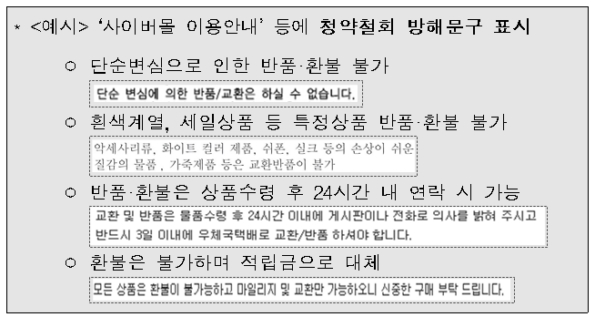 * <예시> ‘사이버몰 이용안내’ 등에 청약철회 방해문구 표시
○ 단순변심으로 인한 반품·환불 불가
단순 변심에 의한 반품/교환은 하실 수 없습니다.
○ 흰색계열, 세일상품 등 특정상품 반품·환불 불가
악세사리류, 화이트 컬러 제품, 쉬폰, 실크 등의 손상이 쉬운
질감의 물품 , 가죽제품 등은 교환반품이 불가
○ 반품·환불은 상품수령 후 24시간 내 연락 시 가능
교환 및 반품은 물품수령 후 24시간 이내에 게시판이나 전화로 의사를 밝혀 주시고
반드시 3일 이내에 우체국택배로 교환/반품 하셔야 합니다.
○ 환불은 불가하며 적립금으로 대체
모든 상품은 환불이 불가능하고 마일리지 및 교환만 가능하오니 신중한 구매 부탁 드립니다.